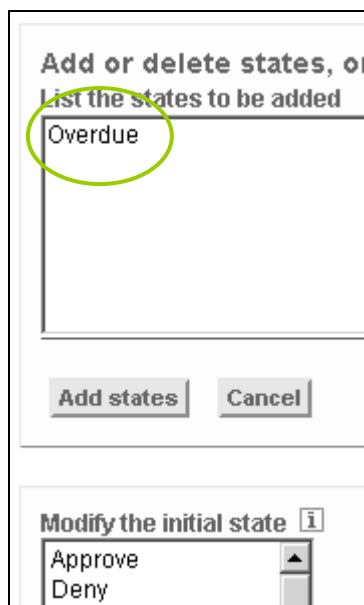 Add or delete states, or
List the states to be added
Overdue
Add states Cancel
Modify the initial state i
Approve
Deny